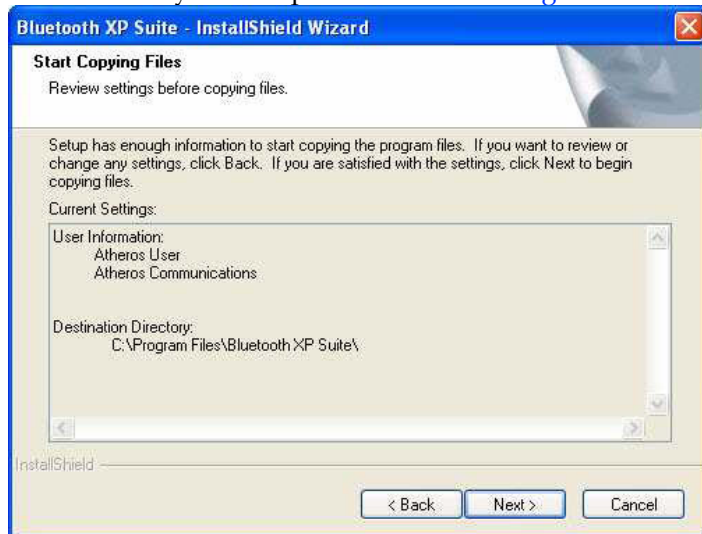 Bluetooth XP Suite - InstallShield Wizard
Start Copying Files
Review settings before copying files.
Setup has enough information to start copying the program files. If you want to review or
change any settings, click Back. If you are satisfied with the settings, click Next to begin
copying files.
Current Settings:
User Information:
Atheros User
Atheros Communications
Destination Directory:
C:\Program Files\Bluetooth XP Suite\
InstallShield
< Back Next > Cancel